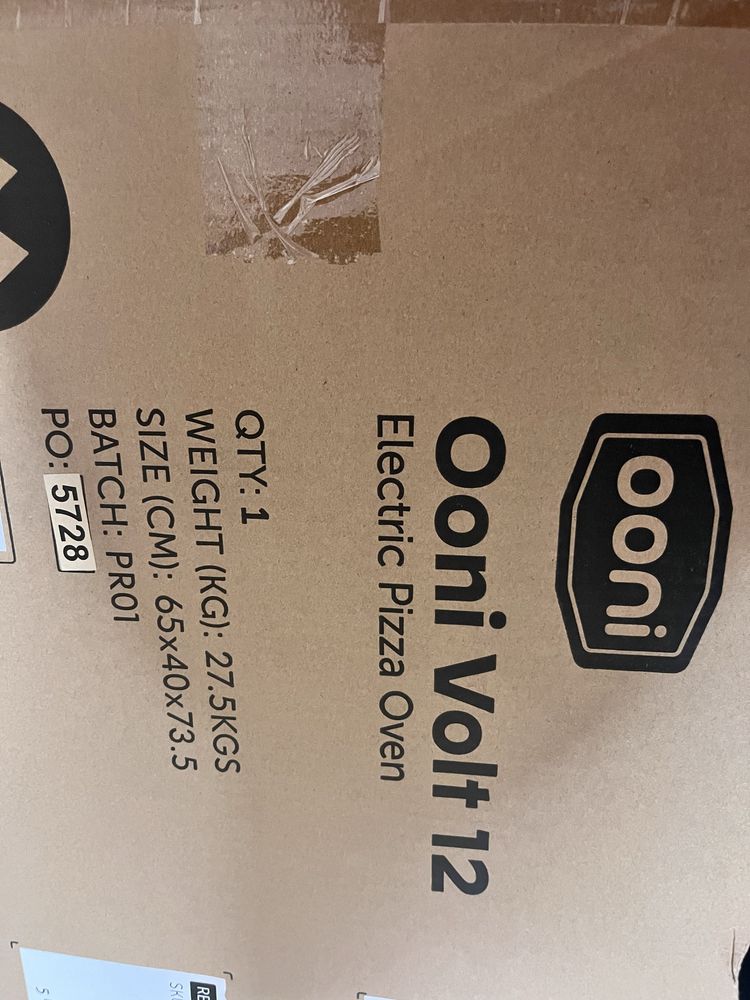 ooni
Ooni Volt 12
Electric Pizza Oven
QTY: 1
WEIGHT (KG): 27.5KGS
SIZE (CM): 65x40x73.5
BATCH: PR01
PO: 5728